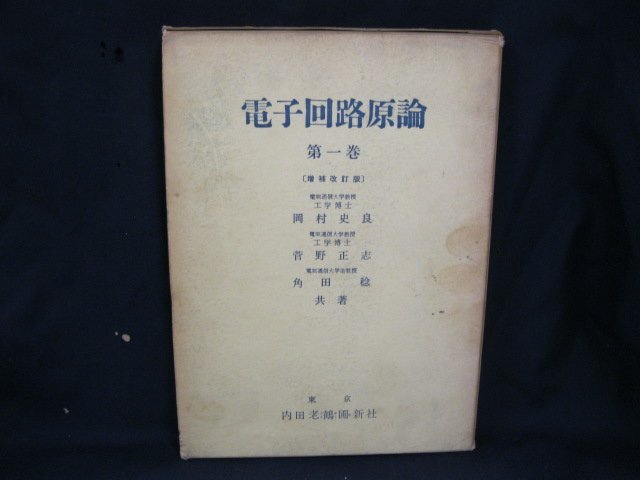 電子回路原論
第一巻
〔増補改訂版〕
電気通信大学教授
工学博士
岡村史良
電気通信大学教授
工学博士
菅野正志
電気通信大学助教授
角田稔
共著
東京
内田老鶴圃新社